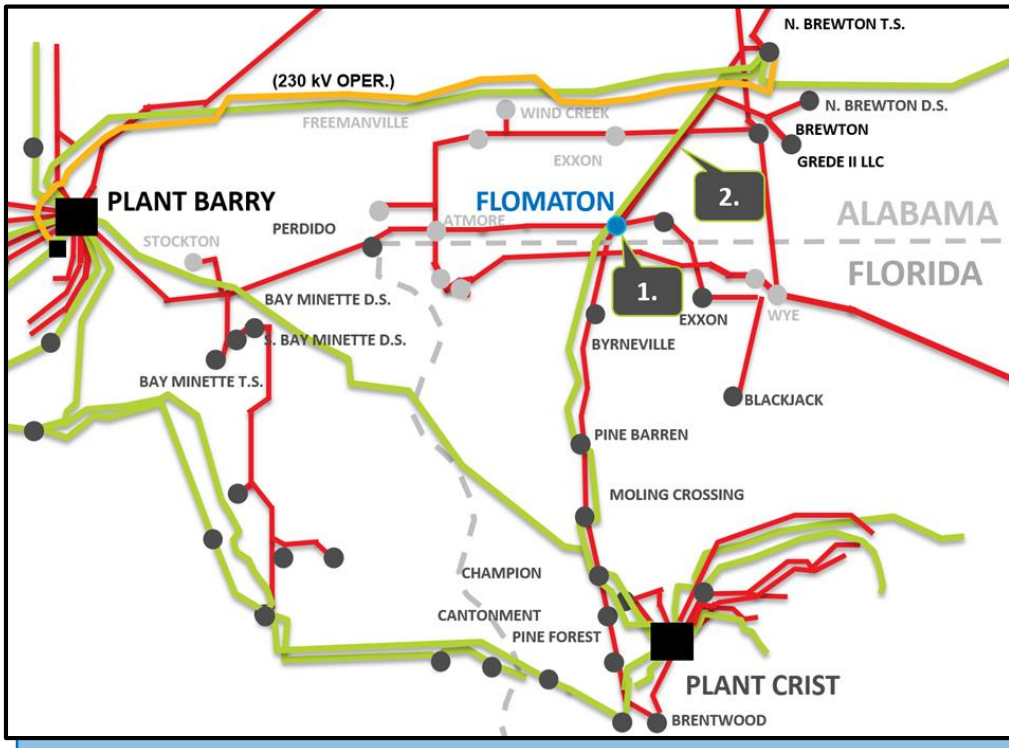 N. BREWTON T.S.
(230 kV OPER.)
FREEMANVILLE
WIND CREEK
N. BREWTON D.S.
BREWTON
EXXON
GREDE II LLC
PLANT BARRY
FLOMATON
2.
ALABAMA
PERDIDO
ATMORE
STOCKTON
FLORIDA
1.
BAY MINETTE D.S.
EXXON
WYE
S. BAY MINETTE D.S.
BYRNEVILLE
BAY MINETTE T.S.
BLACKJACK
PINE BARREN
MOLING CROSSING
CHAMPION
CANTONMENT
PINE FOREST
PLANT CRIST
BRENTWOOD